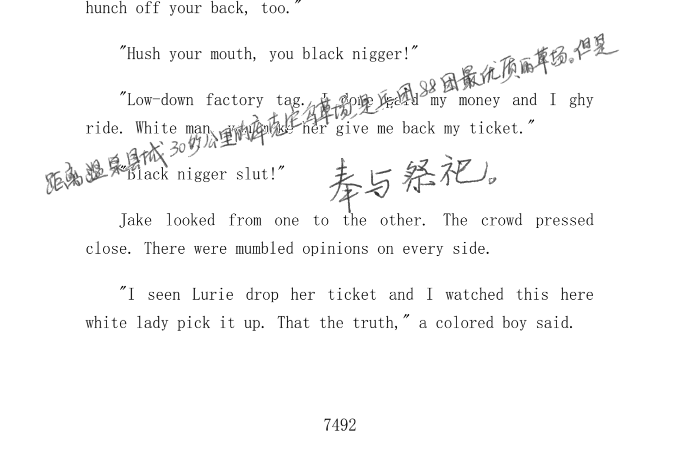 hunch off your back, too."
"Hush your mouth, you black nigger!"
"Low-down factory tag. I done paid my money and I ghy
ride. White man, you make her give me back my ticket."
"Black nigger slut!"
Jake looked from one to the other. The crowd pressed
close. There were mumbled opinions on every side.
"I seen Lurie drop her ticket and I watched this here
white lady pick it up. That the truth," a colored boy said.
7492
距离温泉县城30多公里的库克乌草场是兵团88团最优质的草场。但是
奉与祭祀。